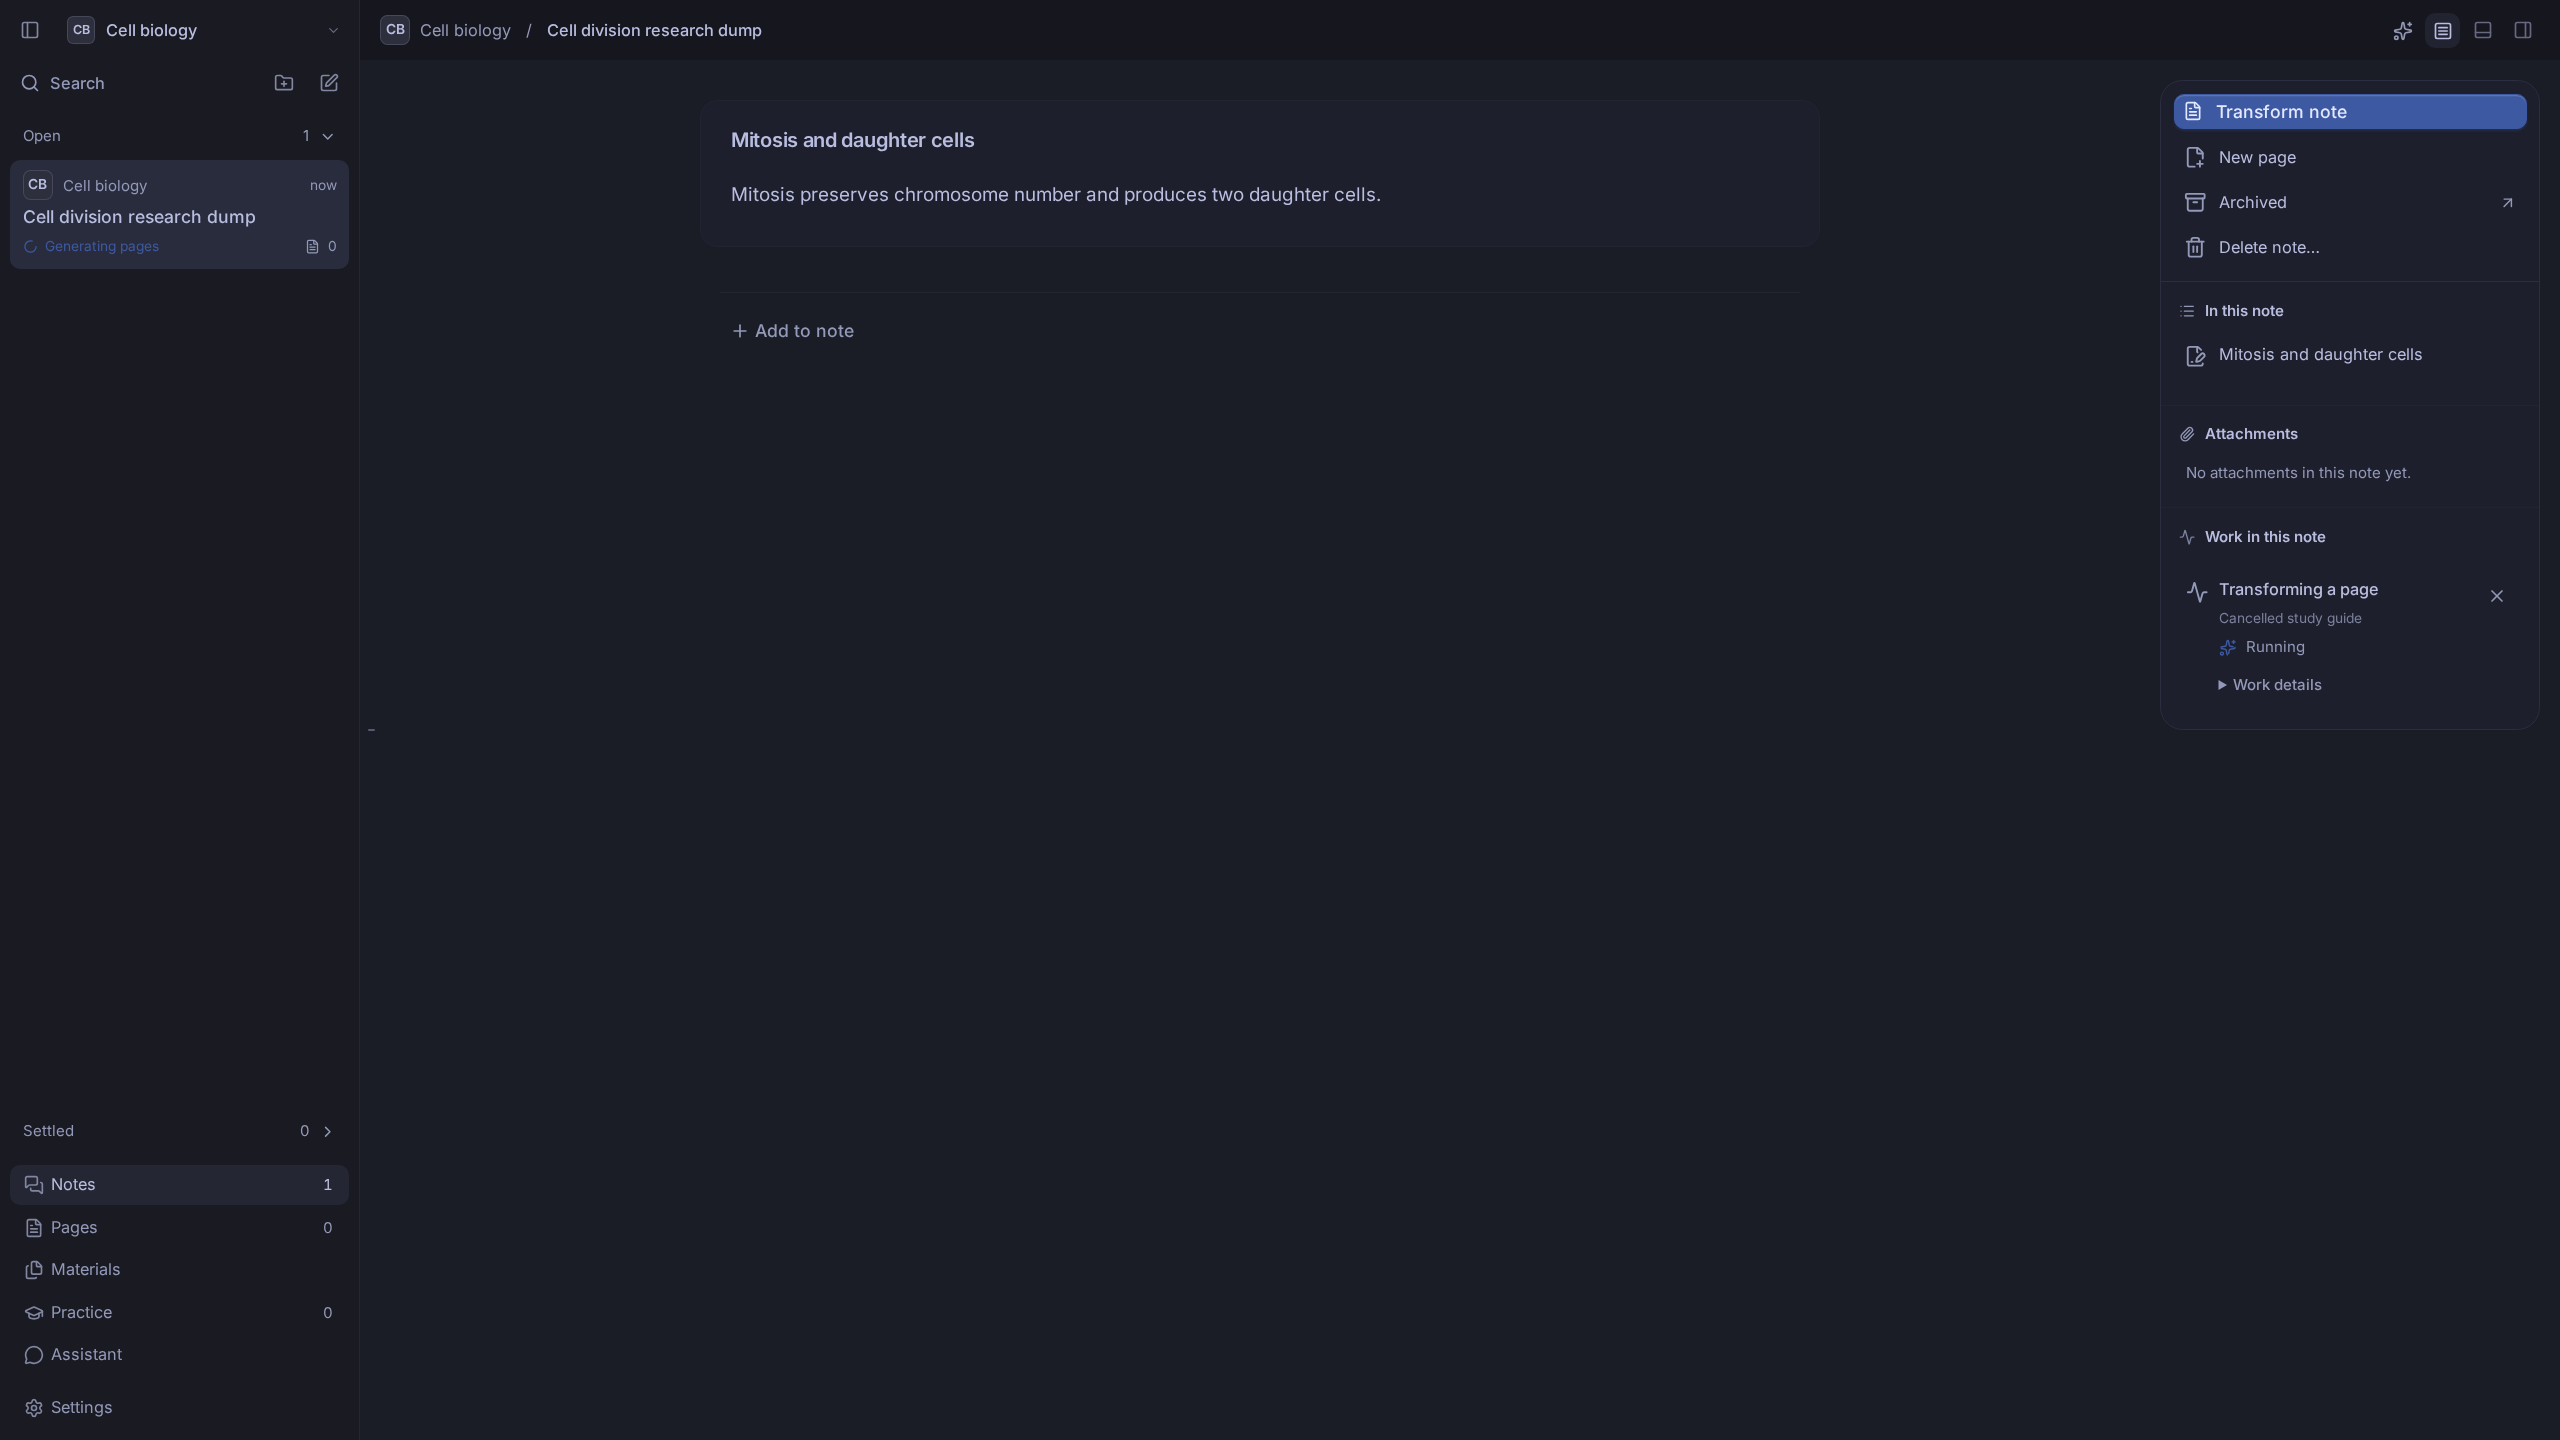 CB Cell biology
Search
Open 1
CB Cell biology now
Cell division research dump
Generating pages 0
Settled 0
Notes 1
Pages 0
Materials
Practice 0
Assistant
Settings
CB Cell biology / Cell division research dump
Mitosis and daughter cells
Mitosis preserves chromosome number and produces two daughter cells.
Add to note
Transform note
New page
Archived
Delete note...
In this note
Mitosis and daughter cells
Attachments
No attachments in this note yet.
Work in this note
Transforming a page
Cancelled study guide
Running
Work details